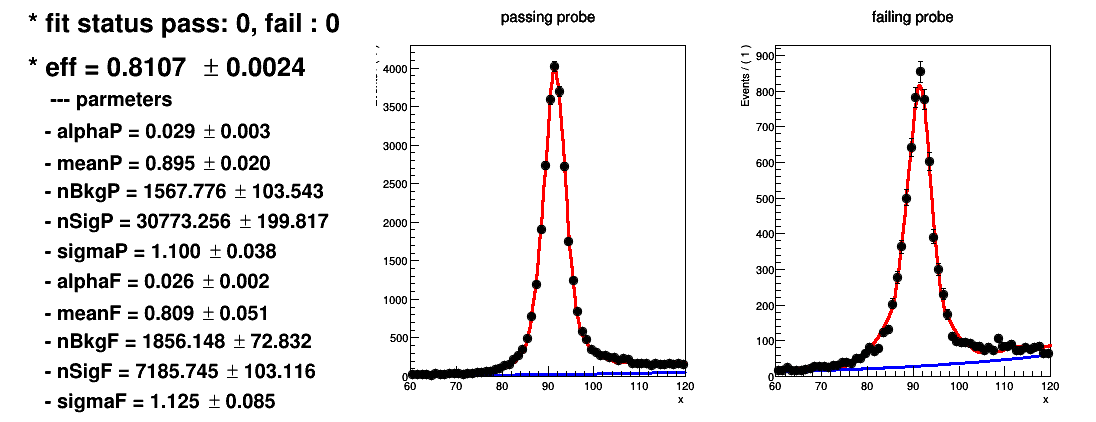 * fit status pass: 0, fail : 0
* eff = 0.8107 ± 0.0024
--- parmeters
- alphaP = 0.029 ± 0.003
- meanP = 0.895 ± 0.020
- nBkgP = 1567.776 ± 103.543
- nSigP = 30773.256 ± 199.817
- sigmaP = 1.100 ± 0.038
- alphaF = 0.026 ± 0.002
- meanF = 0.809 ± 0.051
- nBkgF = 1856.148 ± 72.832
- nSigF = 7185.745 ± 103.116
- sigmaF = 1.125 ± 0.085
passing probe
4000
3500
3000
2500
2000
1500
1000
500
0
60 70 80 90 100 110 120
x
failing probe
Events / ( 1 )
900
800
700
600
500
400
300
200
100
0
60 70 80 90 100 110 120
x